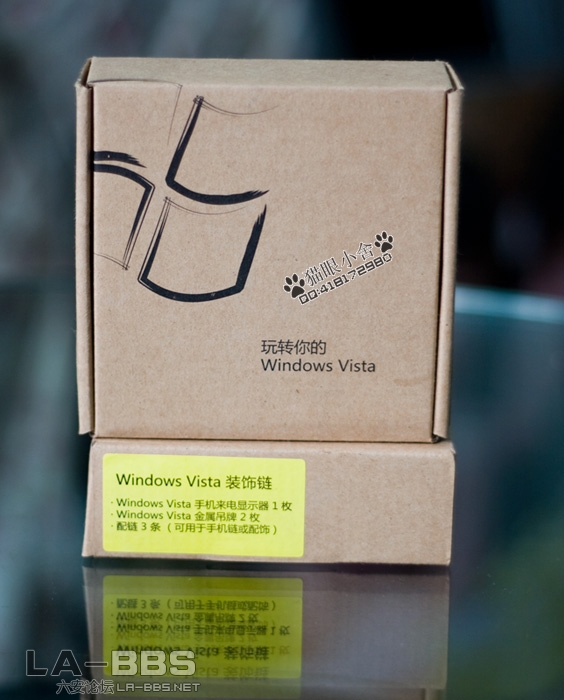 猫眼小舍
QQ:418172980
玩转你的
Windows Vista
Windows Vista 装饰链
· Windows Vista 手机来电显示器 1 枚
· Windows Vista 金属吊牌 2 枚
· 配链 3 条（可用于手机链或配饰）
LA-BBS
六安论坛 LA-BBS.NET